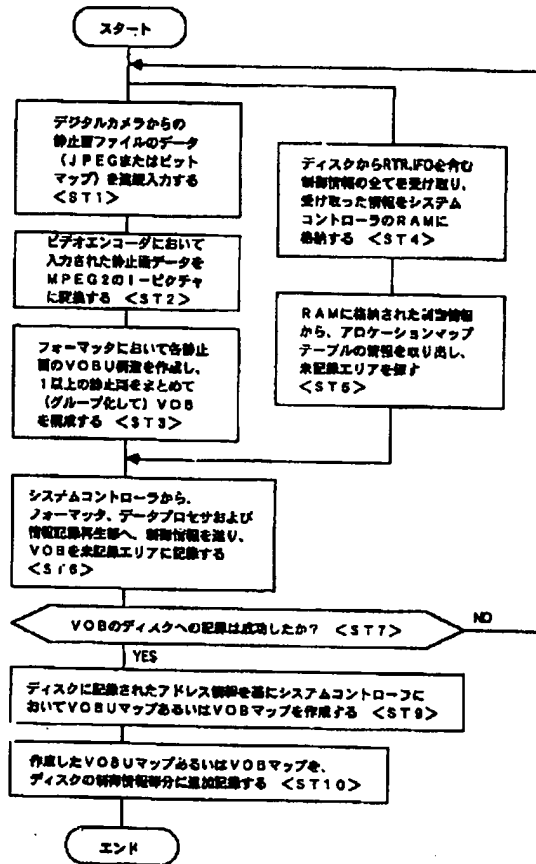 スタート
デジタルカメラからの
静止画ファイルのデータ
（JPEGまたはビット
マップ）を連続入力する
＜ST1＞
ビデオエンコーダにおいて
入力された静止画データを
MPEG2のI－ピクチャ
に変換する ＜ST2＞
フォーマッタにおいて各静止
画のVOBU構造を作成し、
1以上の静止画をまとめて
（グループ化して）VOB
を構成する ＜ST3＞
ディスクからRTR.IFOを含む
制御情報の全てを受け取り、
受け取った情報をシステム
コントローラのRAMに
格納する ＜ST4＞
RAMに格納された制御情報
から、アロケーションマップ
テーブルの情報を取り出し、
未記録エリアを探す
＜ST5＞
システムコントローラから、
フォーマッタ、データプロセサおよび
情報記録再生部へ、制御情報を送り、
VOBを未記録エリアに記録する
＜ST6＞
VOBのディスクへの記録は成功したか？ ＜ST7＞
NO
YES
ディスクに記録されたアドレス情報を基にシステムコントローラに
おいてVOBUマップあるいはVOBマップを作成する ＜ST9＞
作成したVOBUマップあるいはVOBマップを、
ディスクの制御情報部分に追加記録する ＜ST10＞
エンド